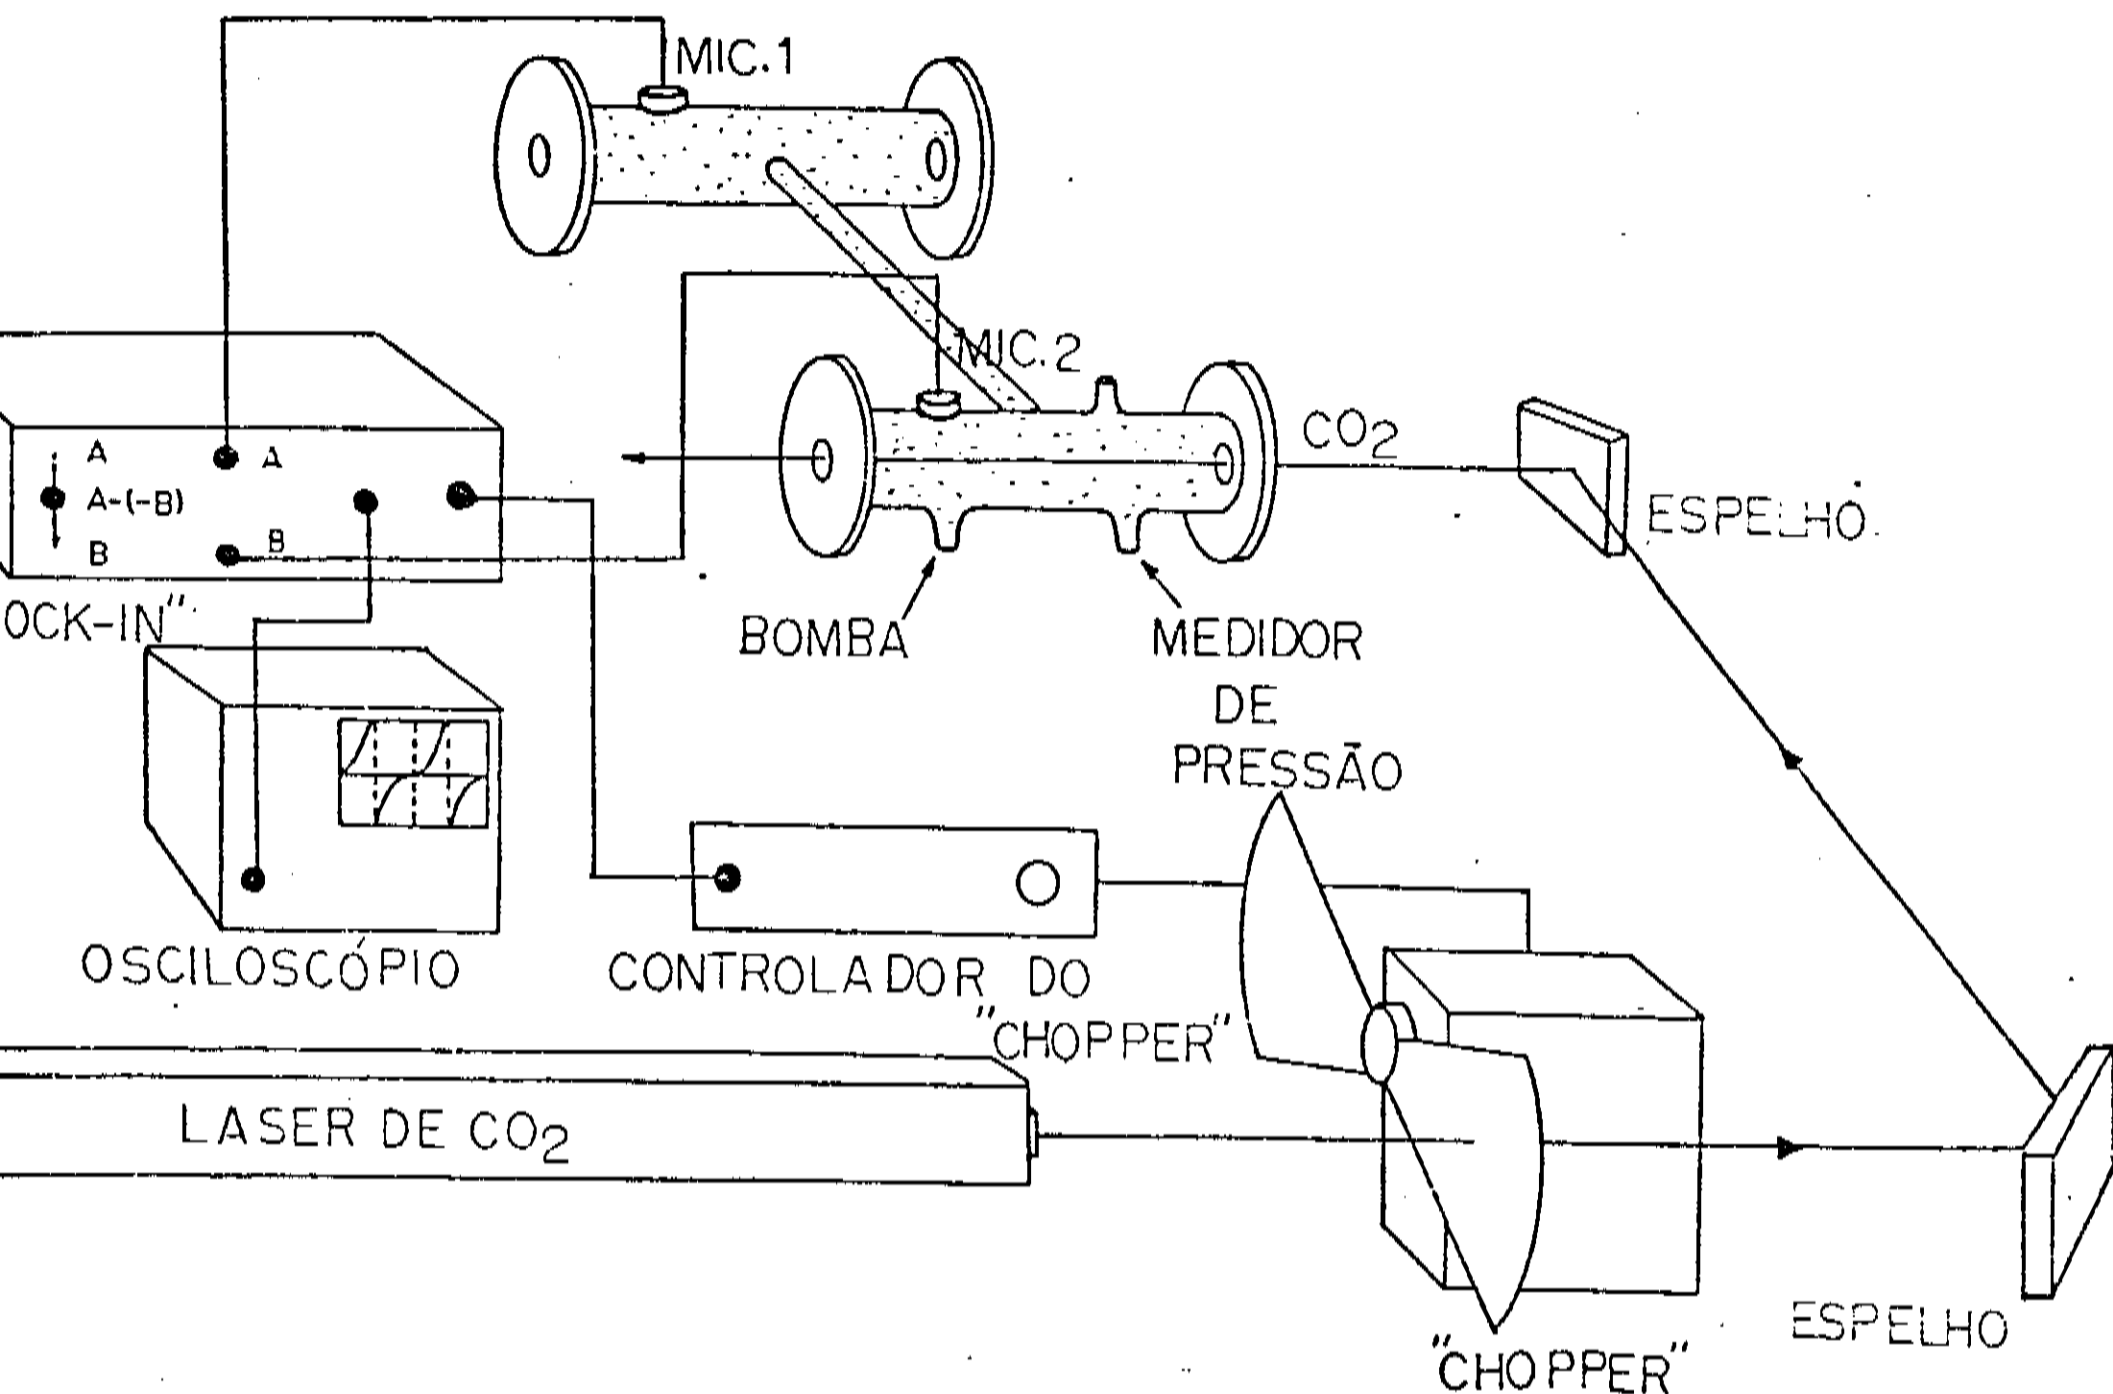 MIC.1
MIC.2
CO2
ESPELHO
A
A
A-(-B)
B
B
OCK-IN"
BOMBA
MEDIDOR
DE
PRESSÃO
OSCILOSCÓPIO
CONTROLADOR DO
"CHOPPER"
LASER DE CO2
ESPELHO
"CHOPPER"